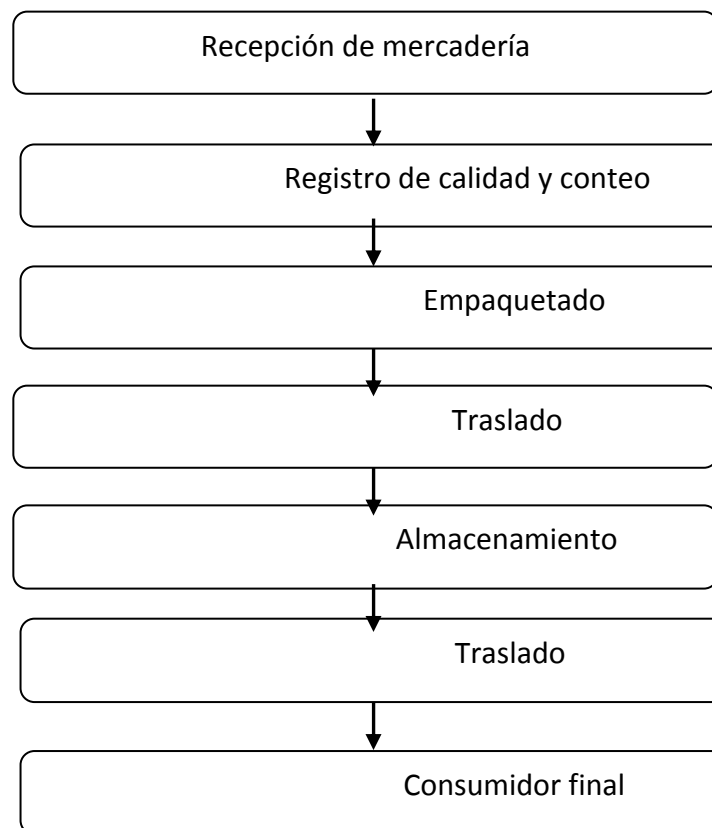 Recepción de mercadería
Registro de calidad y conteo
Empaquetado
Traslado
Almacenamiento
Traslado
Consumidor final